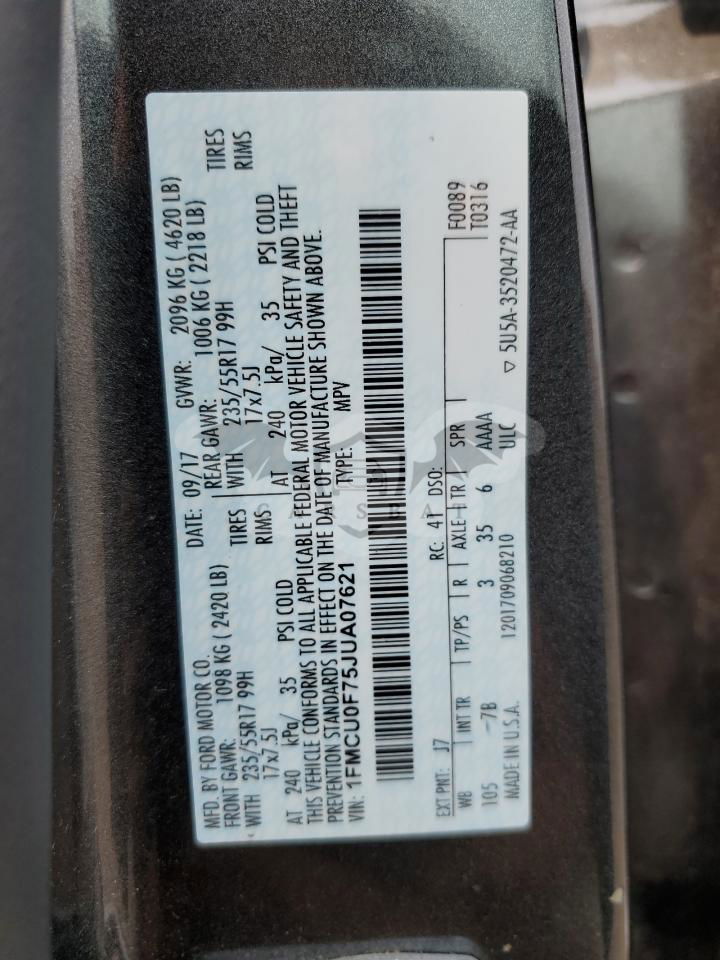 MFD. BY FORD MOTOR CO. DATE: 09/17 GVWR: 2096 KG ( 4620 LB)
FRONT GAWR: 1098 KG ( 2420 LB) REAR GAWR: 1006 KG ( 2218 LB)
WITH 235/55R17 99H TIRES WITH 235/55R17 99H TIRES
17x7.5J RIMS 17x7.5J RIMS
AT 240 kPa/ 35 PSI COLD AT 240 kPa/ 35 PSI COLD
THIS VEHICLE CONFORMS TO ALL APPLICABLE FEDERAL MOTOR VEHICLE SAFETY AND THEFT
PREVENTION STANDARDS IN EFFECT ON THE DATE OF MANUFACTURE SHOWN ABOVE.
VIN: 1FMCU0F75JUA07621 TYPE: MPV
EXT PNT: J7 RC: 41 DSO: F0089
WB INT TR TP/PS R AXLE TR SPR T0316
105 -7B 3 35 6 AAAA
MADE IN U.S.A. 1201709068210 ULC ▽ 5U5A-3520472-AA